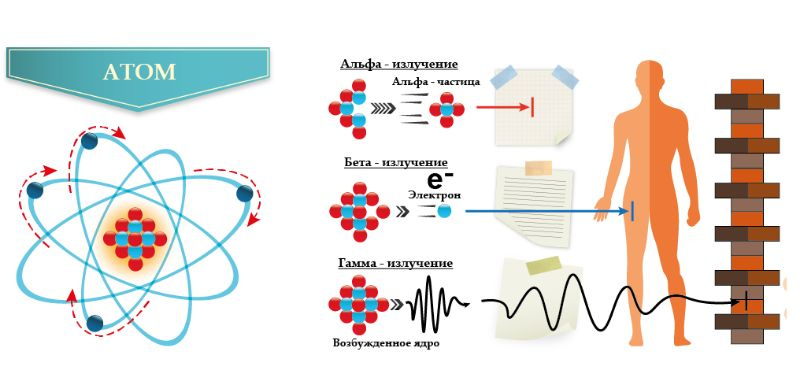 АТОМ
Альфа - излучение
Альфа - частица
Бета - излучение
e-
Электрон
Гамма - излучение
Возбужденное ядро